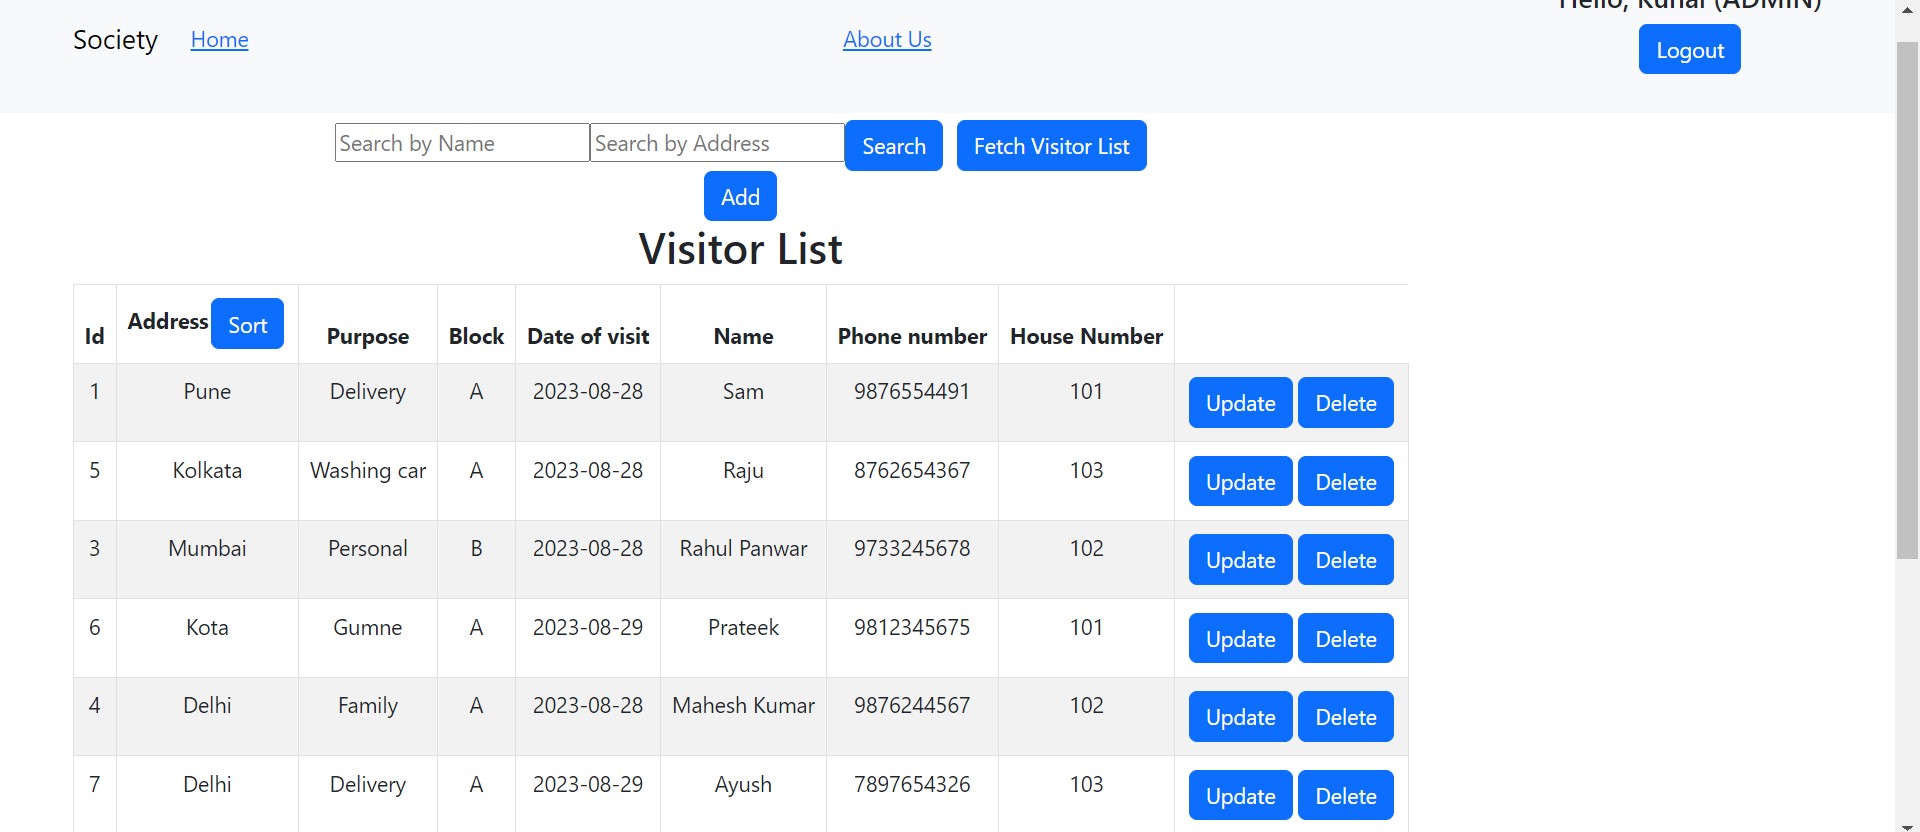 Hello, Kunal (ADMIN)
Society Home About Us Logout
Search by Name Search by Address Search Fetch Visitor List
Add
Visitor List
Id Address Sort Purpose Block Date of visit Name Phone number House Number
1 Pune Delivery A 2023-08-28 Sam 9876554491 101 Update Delete
5 Kolkata Washing car A 2023-08-28 Raju 8762654367 103 Update Delete
3 Mumbai Personal B 2023-08-28 Rahul Panwar 9733245678 102 Update Delete
6 Kota Gumne A 2023-08-29 Prateek 9812345675 101 Update Delete
4 Delhi Family A 2023-08-28 Mahesh Kumar 9876244567 102 Update Delete
7 Delhi Delivery A 2023-08-29 Ayush 7897654326 103 Update Delete